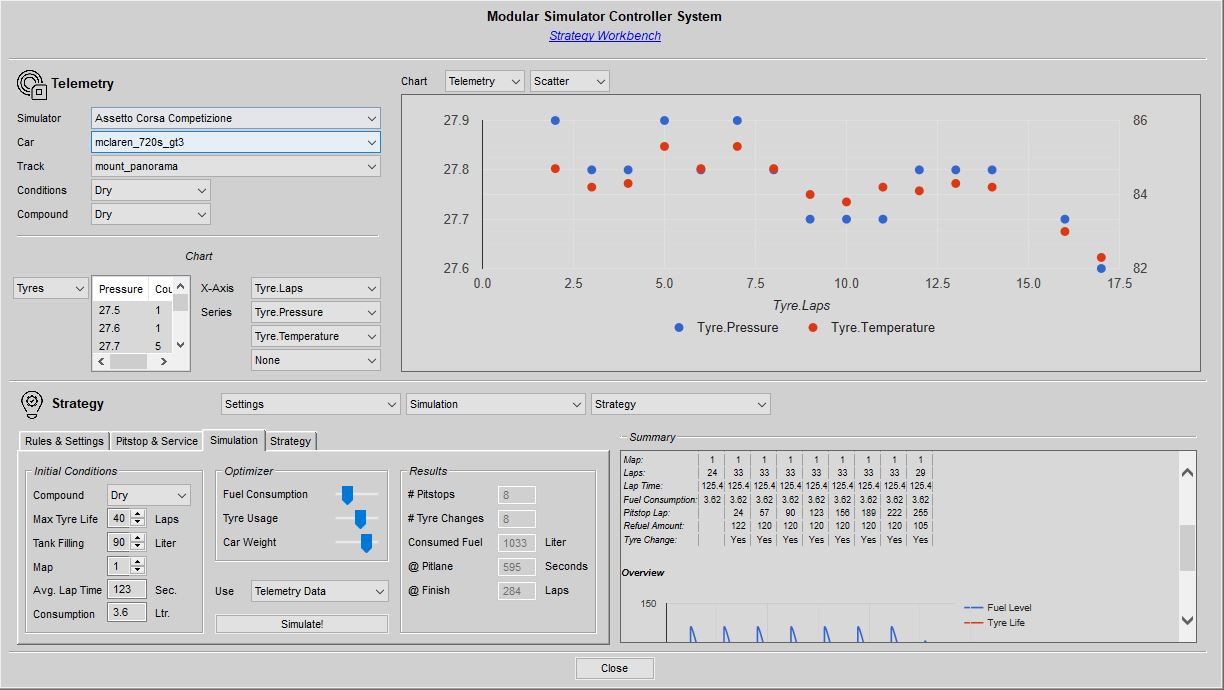 Modular Simulator Controller System
Strategy Workbench
Telemetry
Simulator Assetto Corsa Competizione
Car mclaren_720s_gt3
Track mount_panorama
Conditions Dry
Compound Dry
Chart
Tyres
Pressure Cou
27.5 1
27.6 1
27.7 5
X-Axis Tyre.Laps
Series Tyre.Pressure
Tyre.Temperature
None
Chart Telemetry Scatter
27.9 86
27.8
84
27.7
27.6 82
0.0 2.5 5.0 7.5 10.0 12.5 15.0 17.5
Tyre.Laps
Tyre.Pressure Tyre.Temperature
Strategy Settings Simulation Strategy
Rules & Settings Pitstop & Service Simulation Strategy
Initial Conditions
Compound Dry
Max Tyre Life 40 Laps
Tank Filling 90 Liter
Map 1
Avg. Lap Time 123 Sec.
Consumption 3.6 Ltr.
Optimizer
Fuel Consumption
Tyre Usage
Car Weight
Use Telemetry Data
Simulate!
Results
# Pitstops 8
# Tyre Changes 8
Consumed Fuel 1033 Liter
@ Pitlane 595 Seconds
@ Finish 284 Laps
Summary
Map: 1 1 1 1 1 1 1 1 1
Laps: 24 33 33 33 33 33 33 33 29
Lap Time: 125.4 125.4 125.4 125.4 125.4 125.4 125.4 125.4 125.4
Fuel Consumption: 3.62 3.62 3.62 3.62 3.62 3.62 3.62 3.62 3.62
Pitstop Lap: 24 57 90 123 156 189 222 255
Refuel Amount: 122 120 120 120 120 120 120 105
Tyre Change: Yes Yes Yes Yes Yes Yes Yes Yes
Overview
150
Fuel Level
Tyre Life
Close